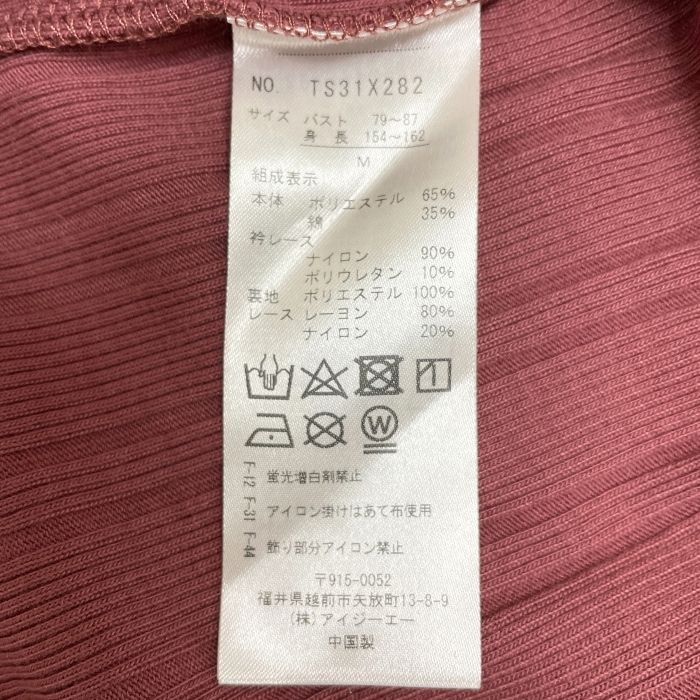 NO. TS31X282
サイズ バスト 79～87
身長 154～162
M
組成表示
本体 ポリエステル 65%
綿 35%
衿レース
ナイロン 90%
ポリウレタン 10%
裏地 ポリエステル 100%
レース レーヨン 80%
ナイロン 20%
W
F-12 F-31 F-44
蛍光増白剤禁止
アイロン掛けはあて布使用
飾り部分アイロン禁止
〒915-0052
福井県越前市矢放町13-8-9
(株)アイジーエー
中国製